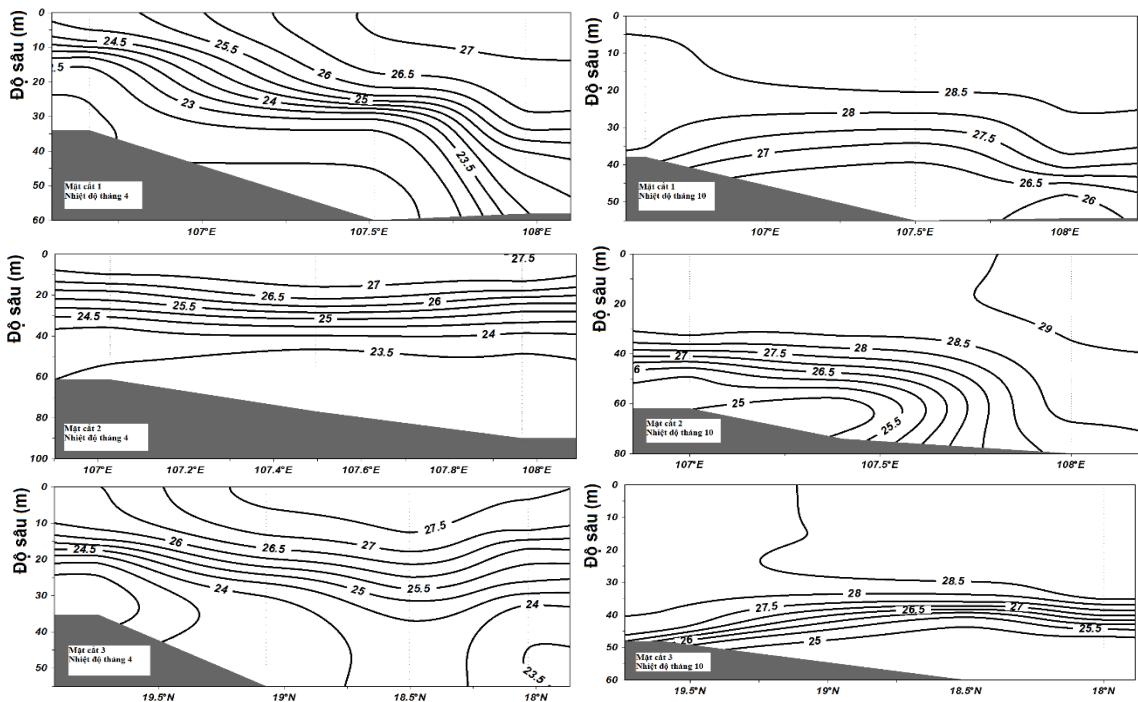 Độ sâu (m)
0
10
20
30
40
50
60
24.5
25.5
27
26
26.5
24
25
.5
23
23.5
Mặt cắt 1
Nhiệt độ tháng 4
107°E
107.5°E
108°E
Độ sâu (m)
0
10
20
30
40
50
28.5
28
27.5
27
26.5
26
Mặt cắt 1
Nhiệt độ tháng 10
107°E
107.5°E
108°E
Độ sâu (m)
0
20
40
60
80
100
27.5
27
26.5
26
25.5
24.5
25
24
23.5
Mặt cắt 2
Nhiệt độ tháng 4
107°E
107.2°E
107.4°E
107.6°E
107.8°E
108°E
Độ sâu (m)
0
20
40
60
80
29
28.5
28
27.5
27
26.5
6
25
25.5
Mặt cắt 2
Nhiệt độ tháng 10
107°E
107.5°E
108°E
Độ sâu (m)
0
10
20
30
40
50
27.5
26
26.5
27
24.5
25.5
24
25
24
23.5
Mặt cắt 3
Nhiệt độ tháng 4
19.5°N
19°N
18.5°N
18°N
Độ sâu (m)
0
10
20
30
40
50
60
28.5
28
27.5
26.5
27
25.5
26
25
Mặt cắt 3
Nhiệt độ tháng 10
19.5°N
19°N
18.5°N
18°N